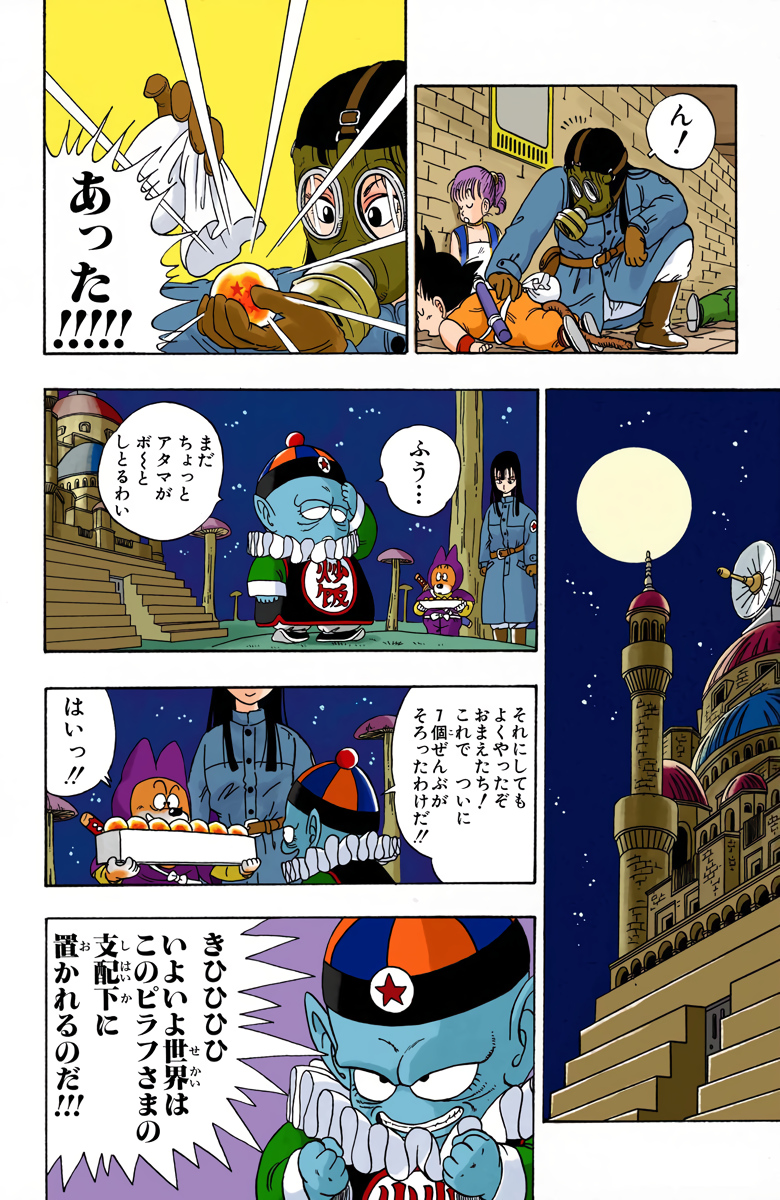 ん！
あった
!!!!!
ふう…
まだ
ちょっと
アタマが
ボ〜と
しとるわい
炒
飯
それにしても
よくやったぞ
おまえたち！
これで ついに
7個ぜんぶが
そろったわけだ!!
はいっ!!
きひひひひ
いよいよ世界は
このピラフさまの
支配下に
置かれるのだ!!!